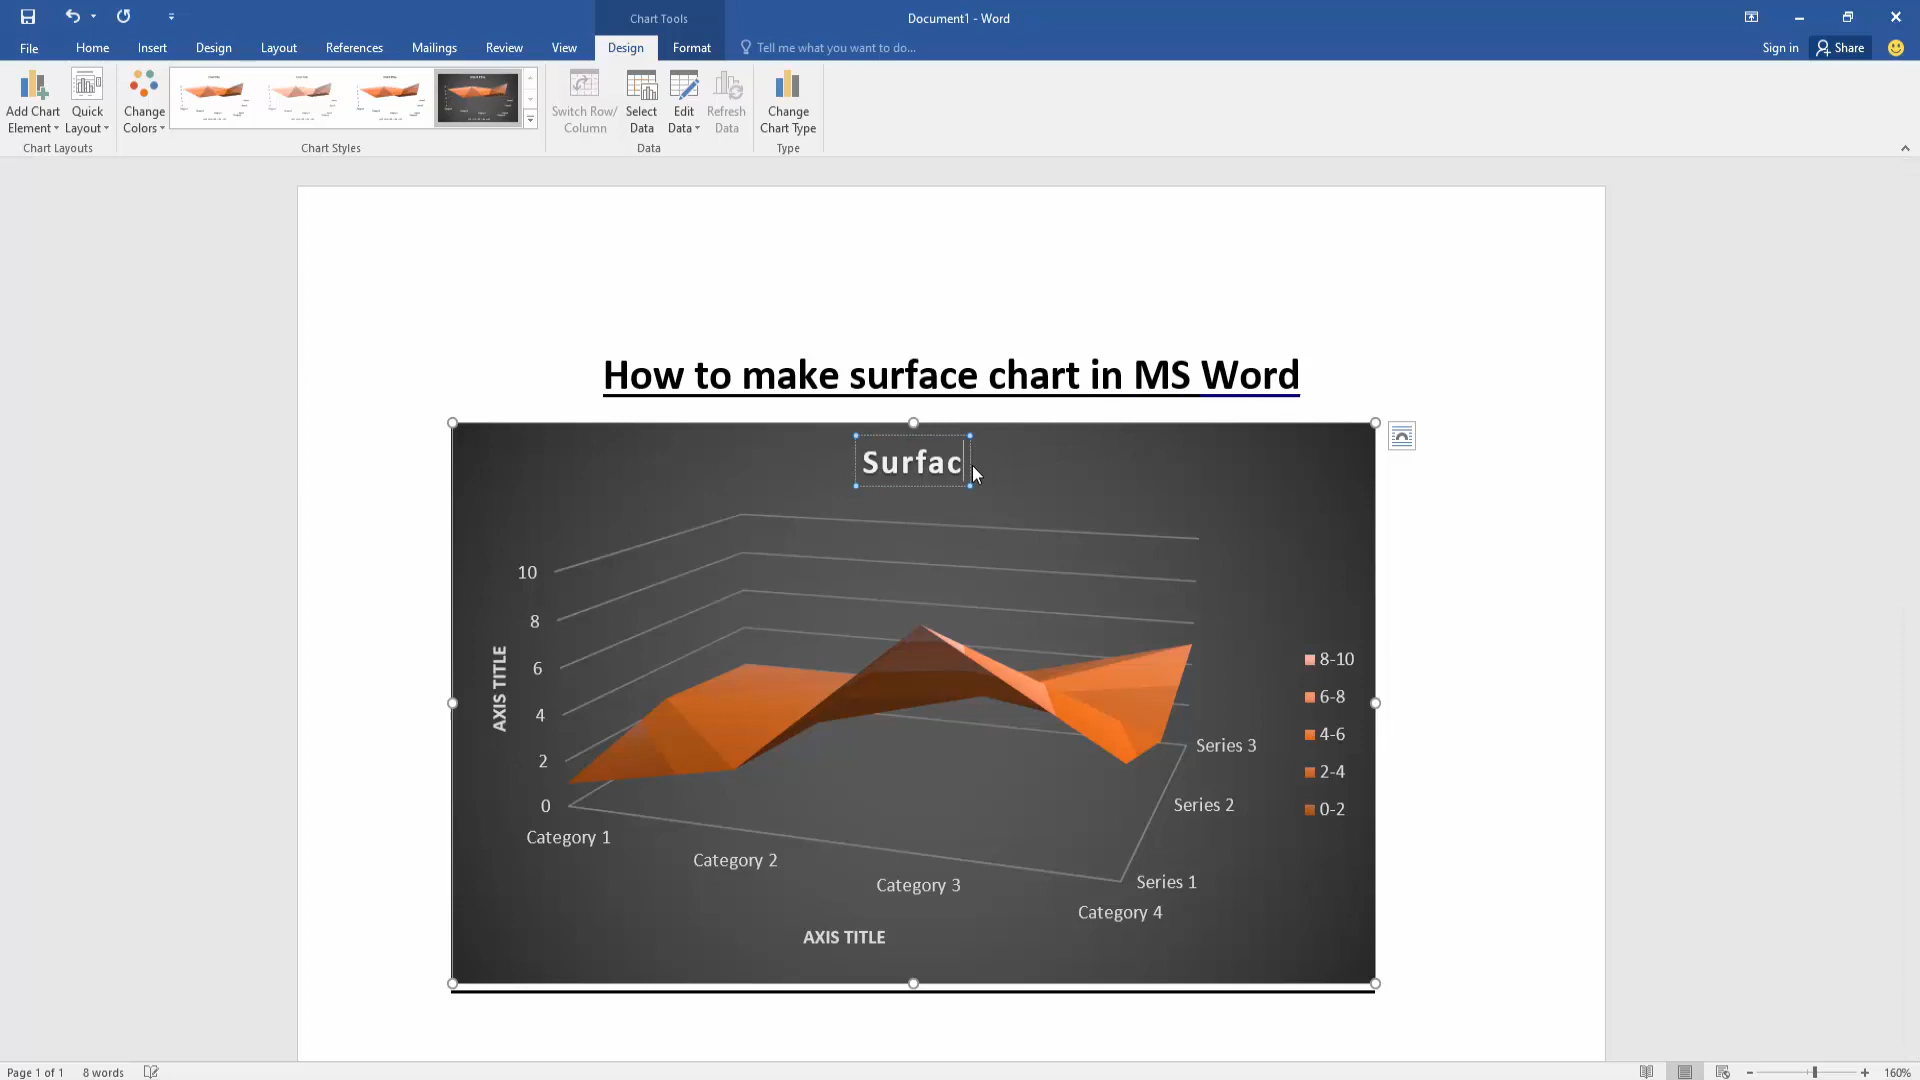 Chart Tools
Document1 - Word
File Home Insert Design Layout References Mailings Review View Design Format Tell me what you want to do...
Sign in Share
Add Chart Element
Quick Layout
Change Colors
Switch Row/ Column
Select Data
Edit Data
Refresh Data
Change Chart Type
Chart Layouts
Chart Styles
Data
Type
How to make surface chart in MS Word
Surfac
10
8
6
4
2
0
AXIS TITLE
8-10
6-8
4-6
2-4
0-2
Series 3
Series 2
Series 1
Category 1
Category 2
Category 3
Category 4
AXIS TITLE
Page 1 of 1 8 words
160%